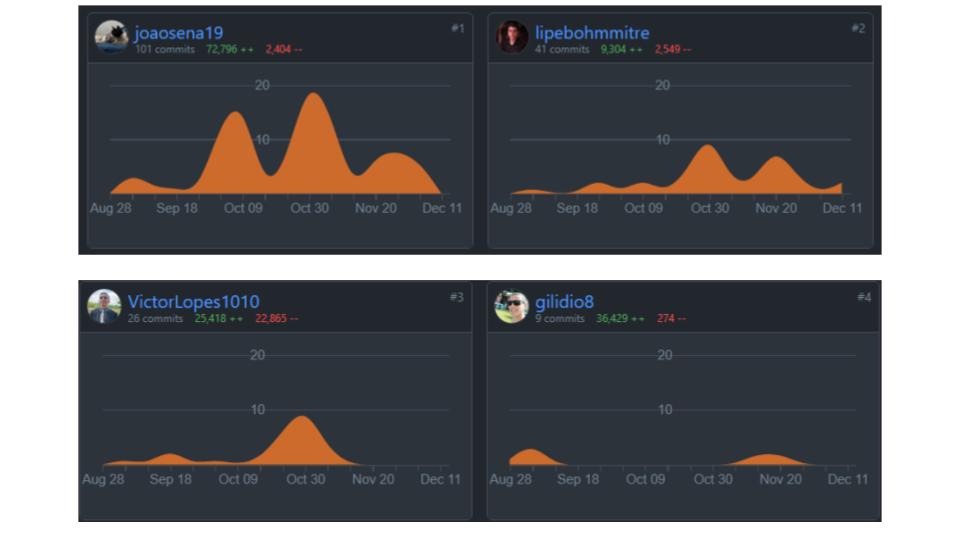 joaosena19 #1
101 commits 72,796 ++ 2,404 --
20
10
Aug 28 Sep 18 Oct 09 Oct 30 Nov 20 Dec 11
lipebohmmitre #2
41 commits 9,304 ++ 2,549 --
20
10
Aug 28 Sep 18 Oct 09 Oct 30 Nov 20 Dec 11
VictorLopes1010 #3
26 commits 25,418 ++ 22,865 --
20
10
Aug 28 Sep 18 Oct 09 Oct 30 Nov 20 Dec 11
gilidio8 #4
9 commits 36,429 ++ 274 --
20
10
Aug 28 Sep 18 Oct 09 Oct 30 Nov 20 Dec 11